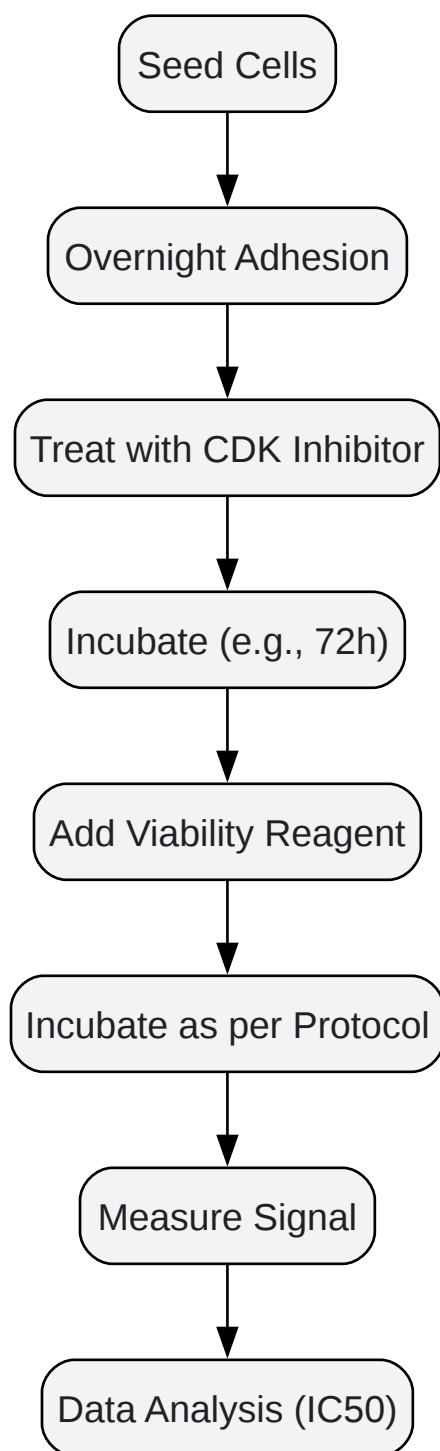 Seed Cells
Overnight Adhesion
Treat with CDK Inhibitor
Incubate (e.g., 72h)
Add Viability Reagent
Incubate as per Protocol
Measure Signal
Data Analysis (IC50)